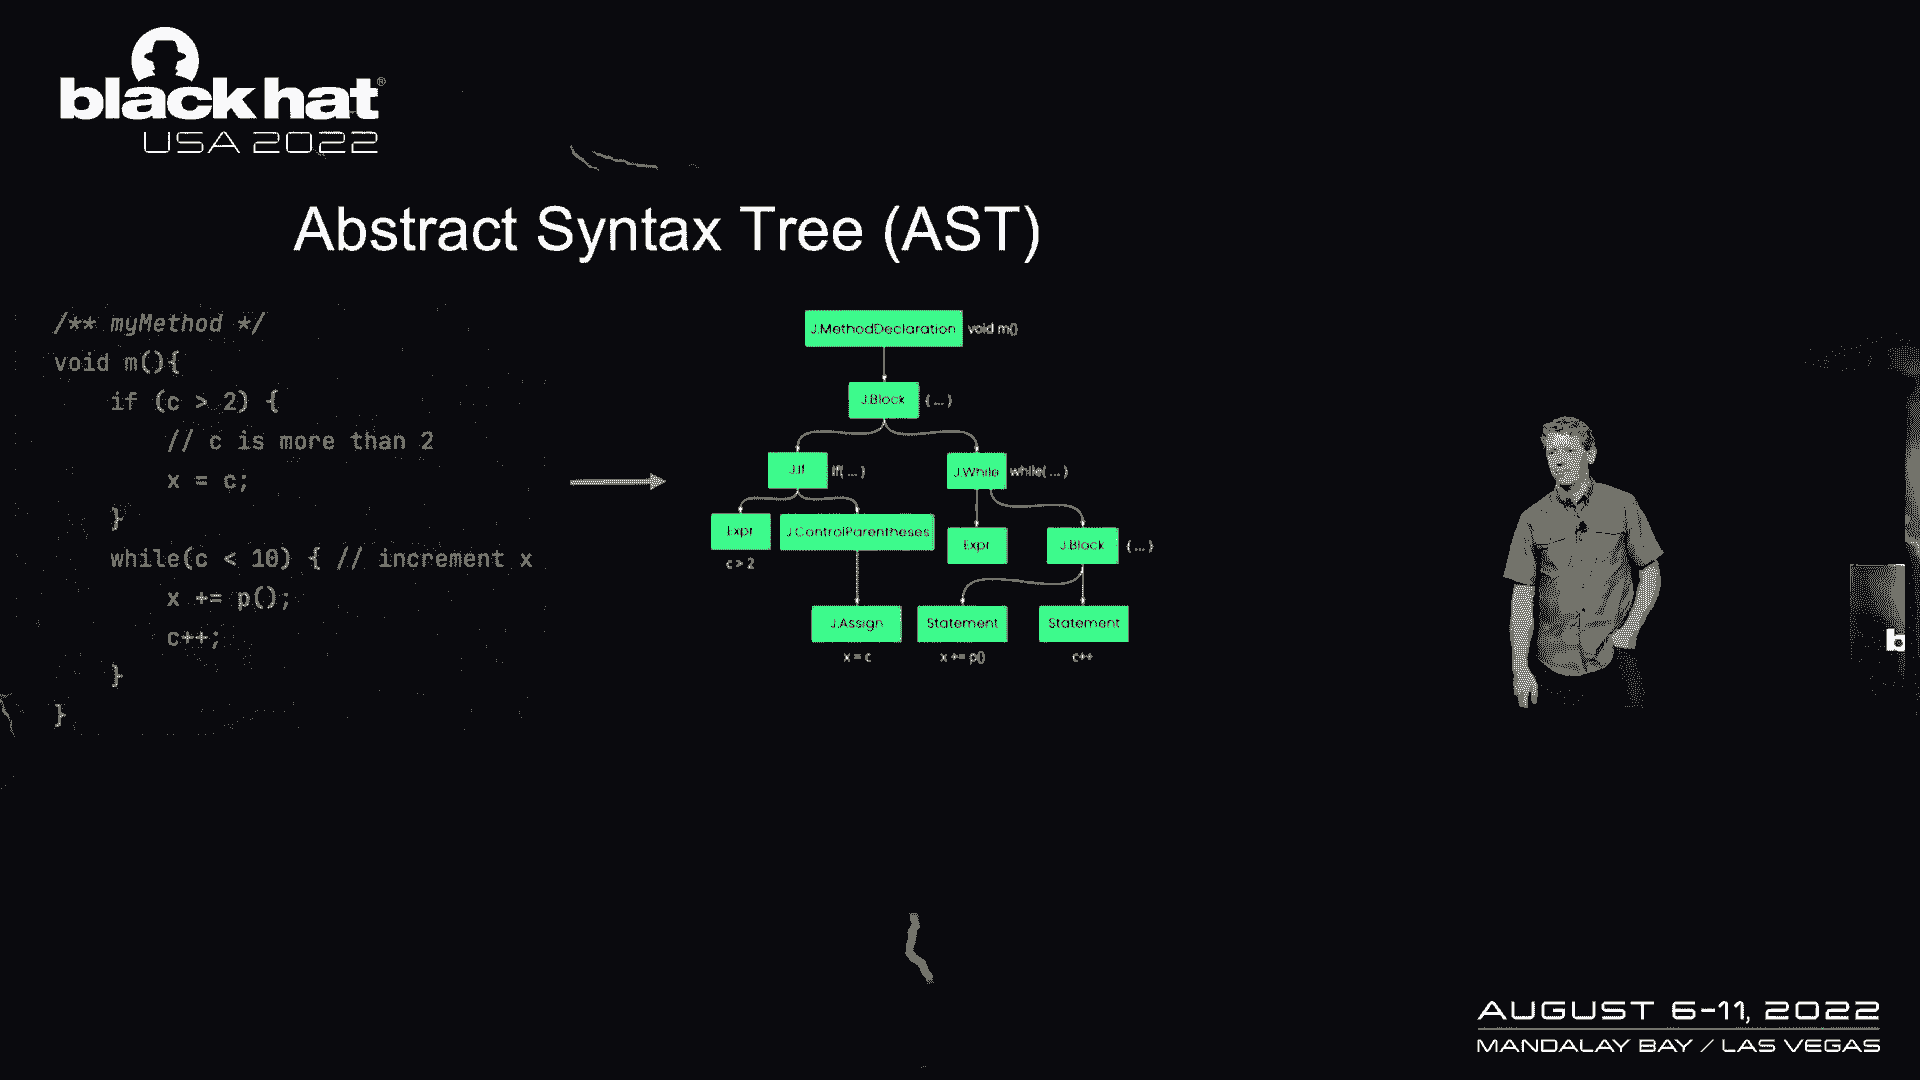 black hat®
USA 2022
Abstract Syntax Tree (AST)
/** myMethod */
void m(){
if (c > 2) {
// c is more than 2
x = c;
}
while(c < 10) { // increment x
x += p();
c++;
}
}
J.MethodDeclaration void m()
J.Block {...}
J.If if(...)
J.While while(...)
Expr
J.ControlParentheses
Expr
J.Block {...}
c > 2
J.Assign
Statement
Statement
x = c
x += p()
c++
b
AUGUST 6-11, 2022
MANDALAY BAY / LAS VEGAS